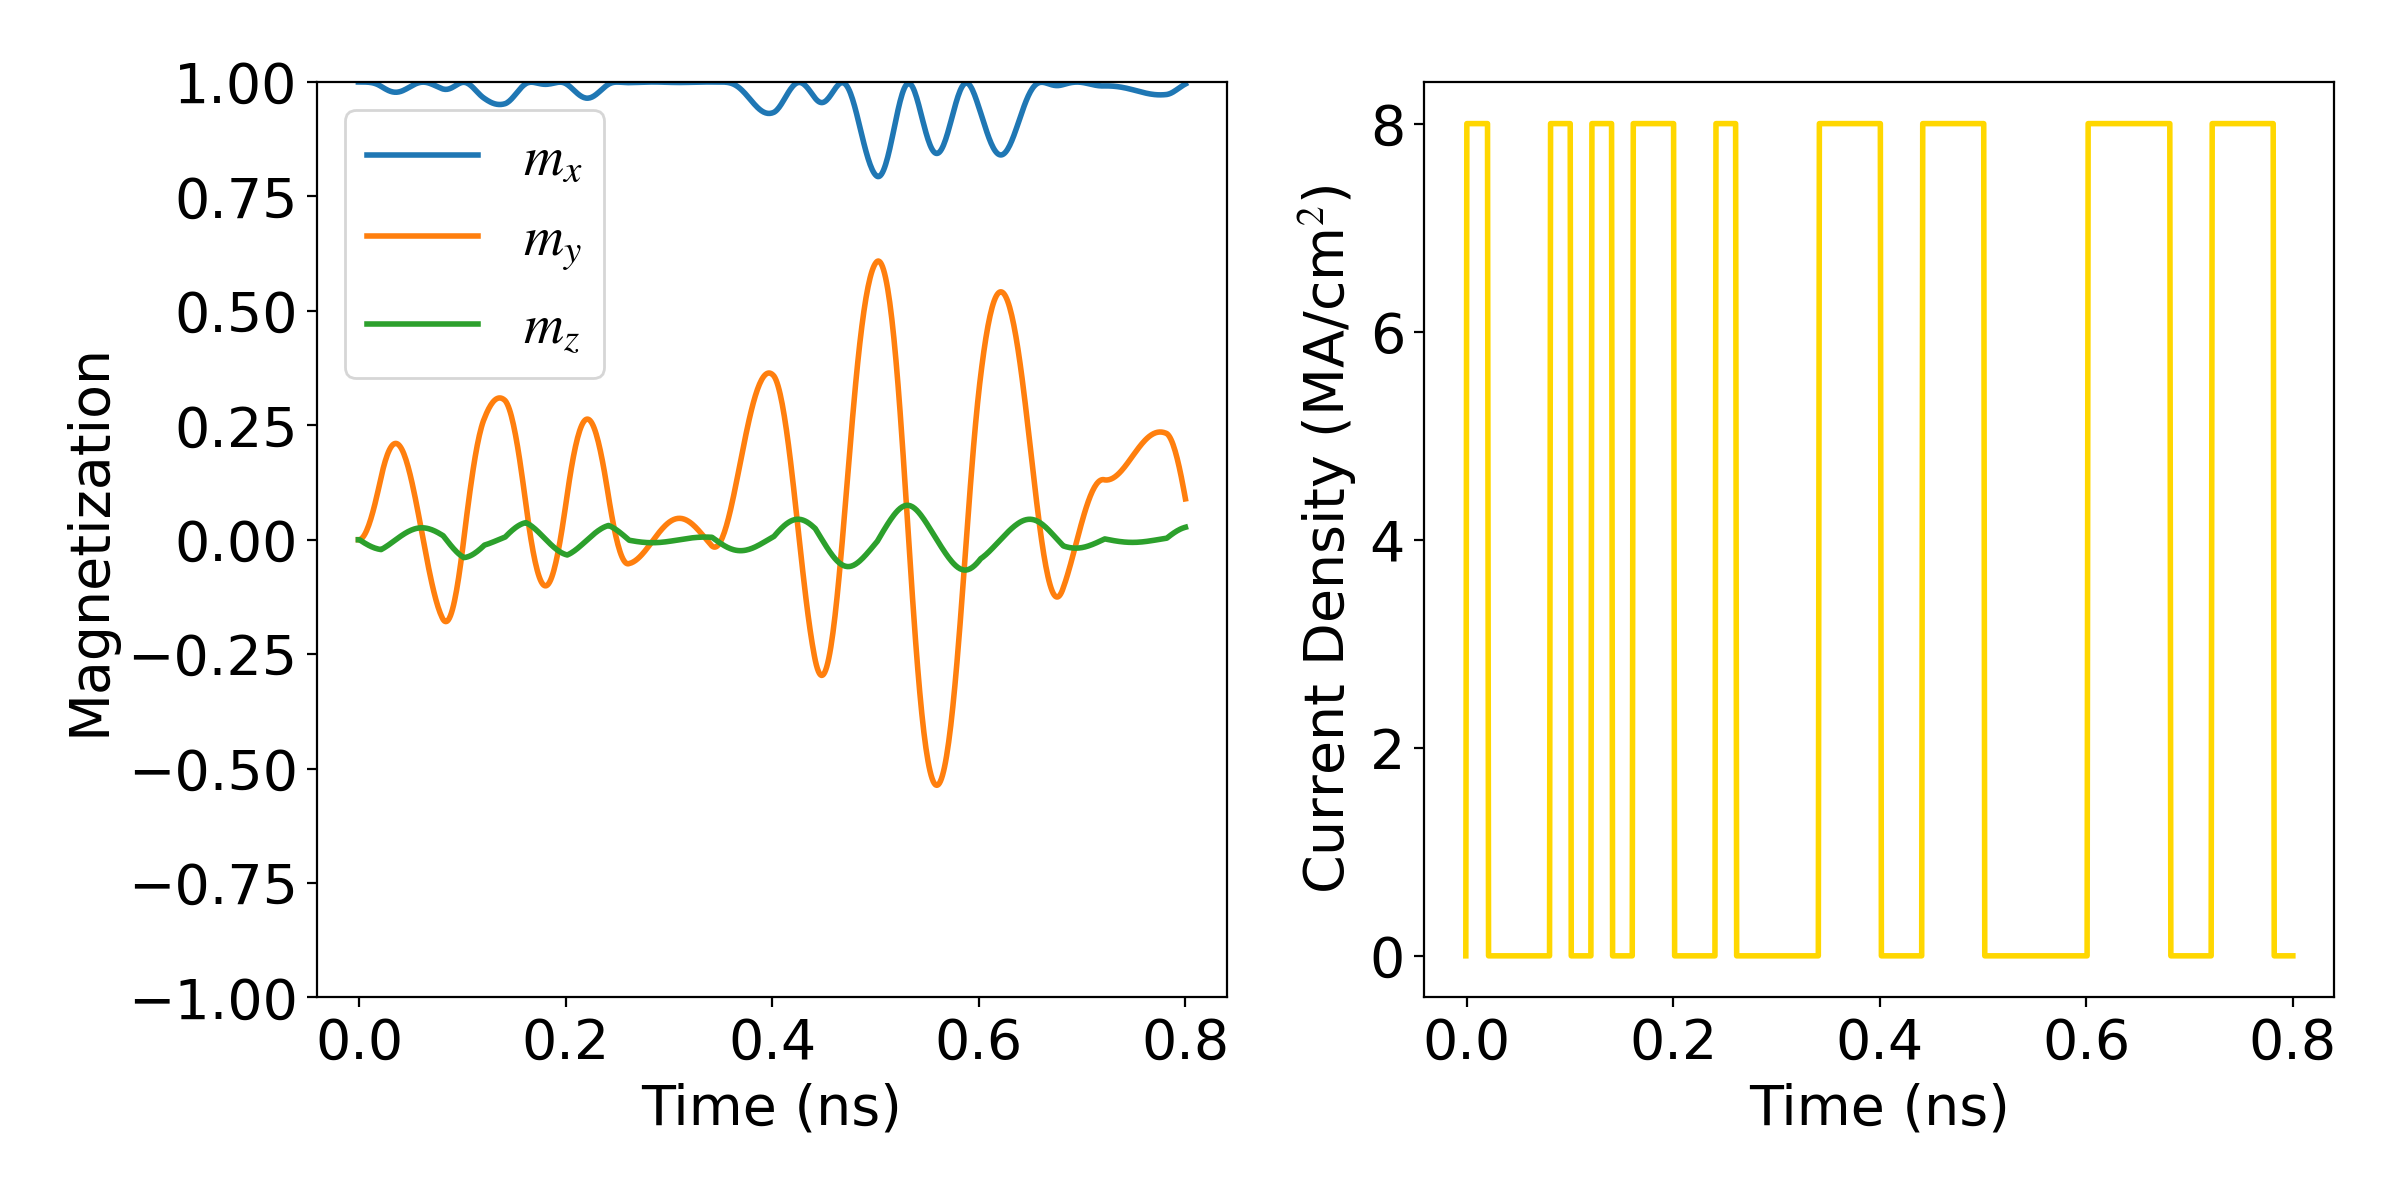 1.00
0.75
0.50
0.25
0.00
−0.25
−0.50
−0.75
−1.00
Magnetization
m_x
m_y
m_z
0.0 0.2 0.4 0.6 0.8
Time (ns)
8
6
4
2
0
Current Density (MA/cm²)
0.0 0.2 0.4 0.6 0.8
Time (ns)